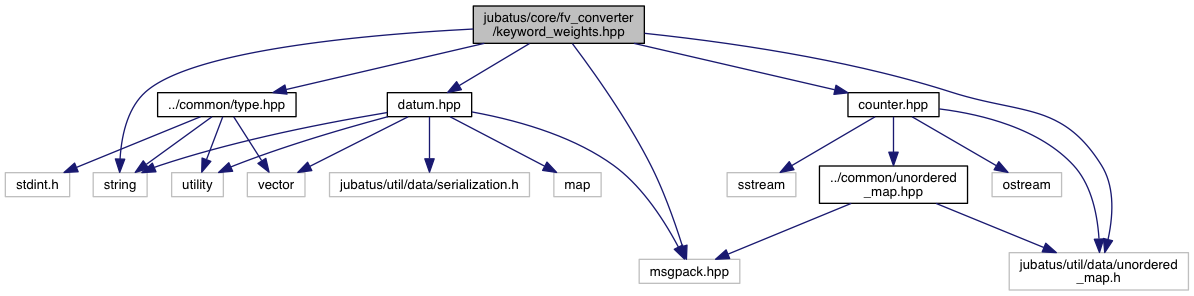 jubatus/core/fv_converter
/keyword_weights.hpp
../common/type.hpp
datum.hpp
counter.hpp
stdint.h
string
utility
vector
jubatus/util/data/serialization.h
map
sstream
../common/unordered
_map.hpp
ostream
msgpack.hpp
jubatus/util/data/unordered
_map.h